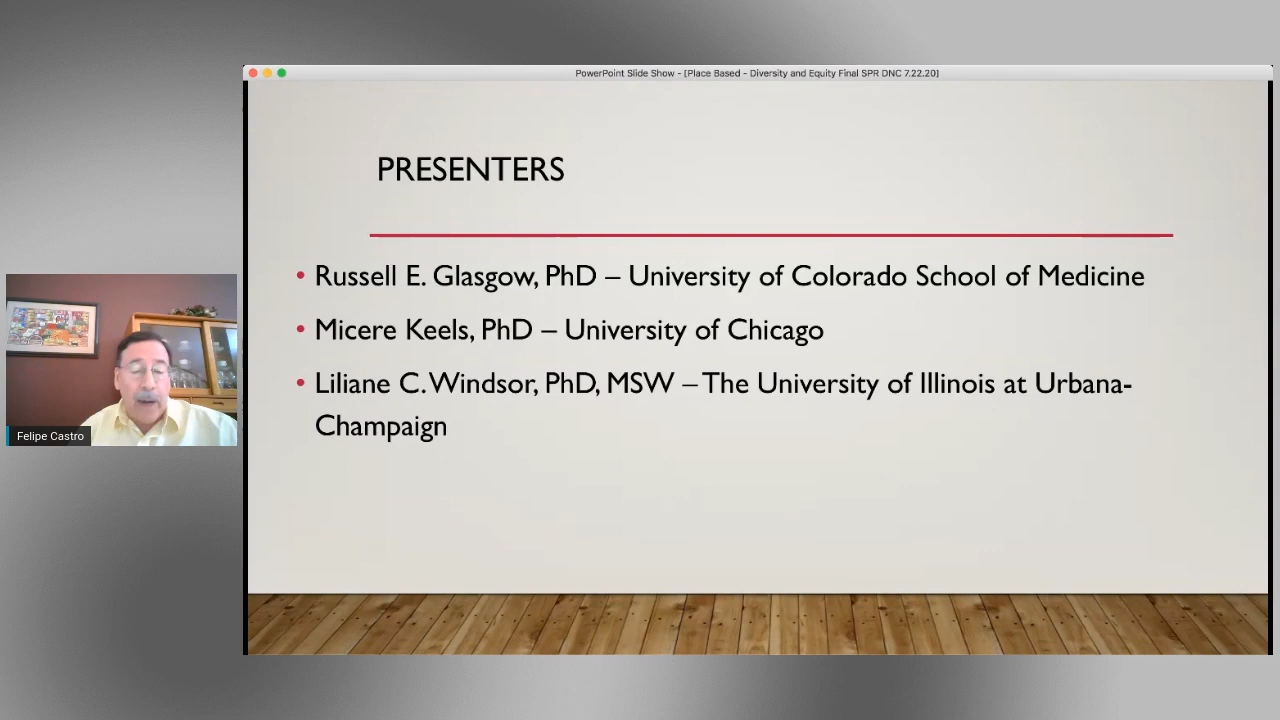 PowerPoint Slide Show - [Place Based - Diversity and Equity Final SPR DNC 7.22.20]
PRESENTERS
• Russell E. Glasgow, PhD – University of Colorado School of Medicine
• Micere Keels, PhD – University of Chicago
• Liliane C. Windsor, PhD, MSW – The University of Illinois at Urbana-
Champaign
Felipe Castro